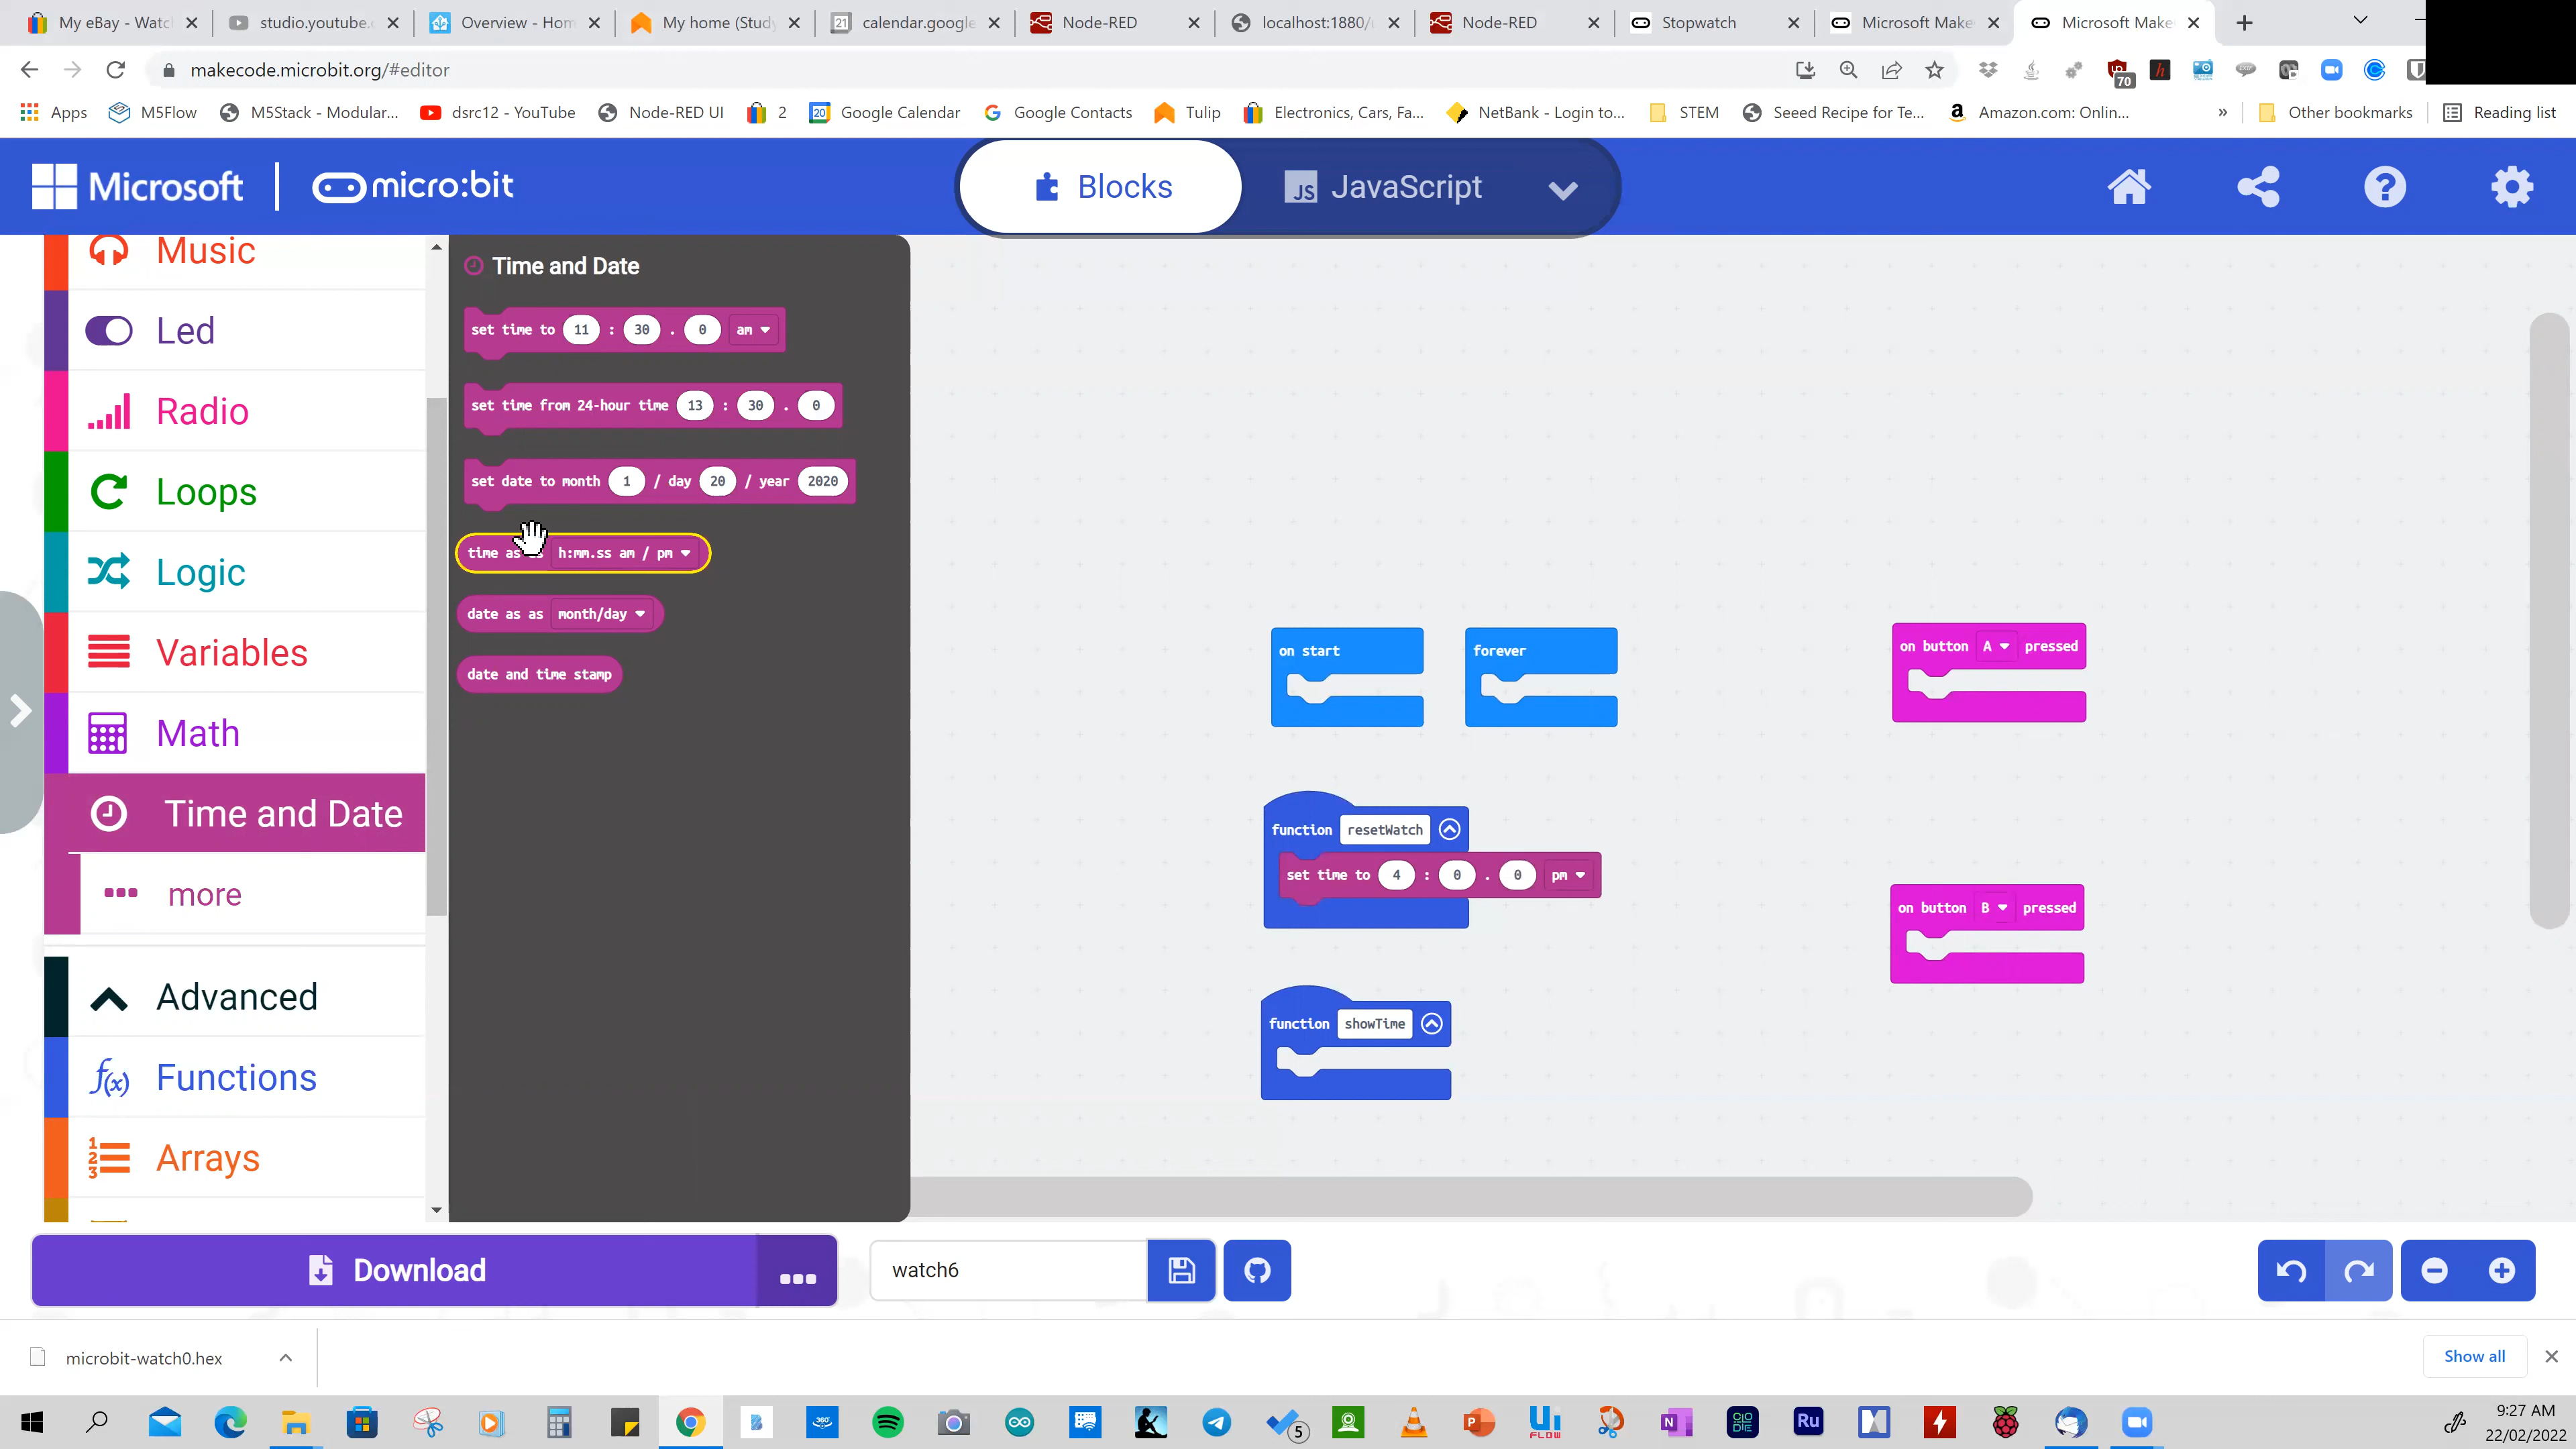 My eBay - Watc
studio.youtube.c
Overview - Hom
My home (Study
calendar.google
Node-RED
localhost:1880/
Node-RED
Stopwatch
Microsoft Make
Microsoft Make
makecode.microbit.org/#editor
70
Apps
M5Flow
M5Stack - Modular...
dsrc12 - YouTube
Node-RED UI
2
20
Google Calendar
Google Contacts
Tulip
Electronics, Cars, Fa...
NetBank - Login to...
STEM
Seeed Recipe for Te...
Amazon.com: Onlin...
»
Other bookmarks
Reading list
Microsoft
micro:bit
Blocks
JS JavaScript
Music
Led
Radio
Loops
Logic
Variables
Math
Time and Date
more
Advanced
f(x) Functions
Arrays
Time and Date
set time to 11 : 30 . 0 am
set time from 24-hour time 13 : 30 . 0
set date to month 1 / day 20 / year 2020
time as as h:mm.ss am / pm
date as as month/day
date and time stamp
on start
forever
on button A pressed
function resetWatch
set time to 4 : 0 . 0 pm
on button B pressed
function showTime
Download
...
watch6
microbit-watch0.hex
Show all
5
9:27 AM
22/02/2022